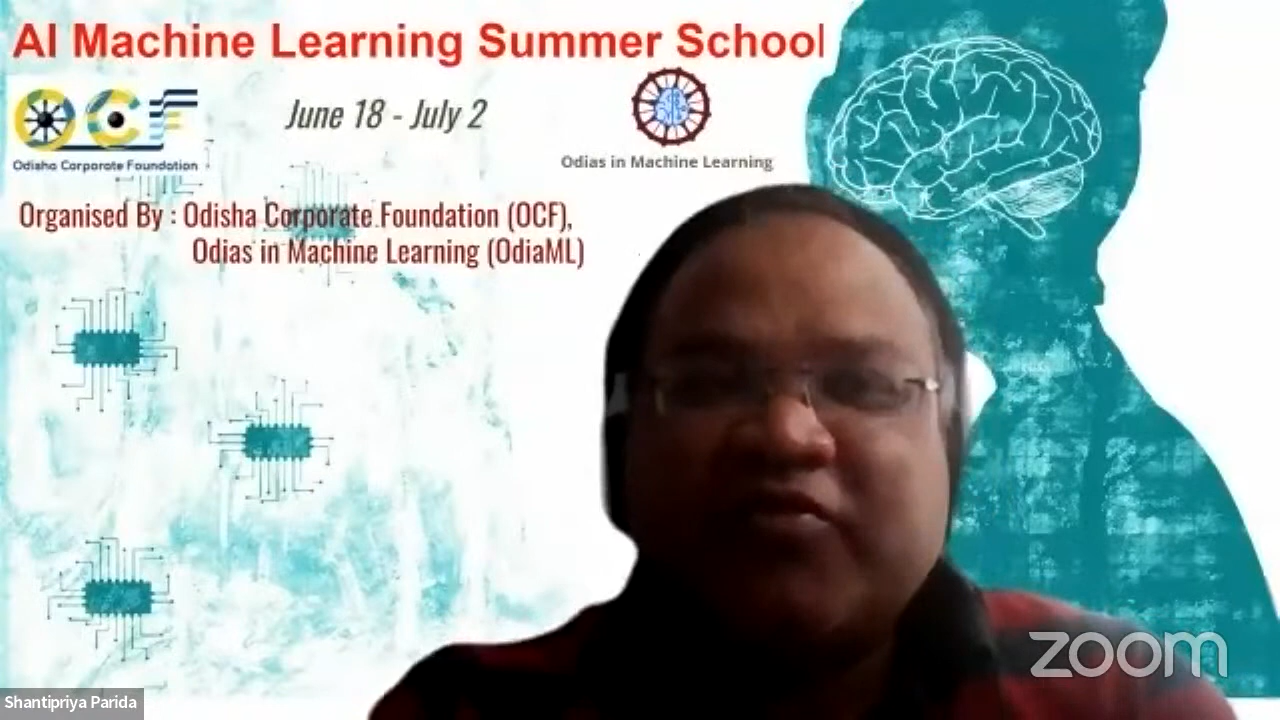 AI Machine Learning Summer School
OCF
Odisha Corporate Foundation
June 18 - July 2
Odias in Machine Learning
Organised By : Odisha Corporate Foundation (OCF),
Odias in Machine Learning (OdiaML)
zoom
Shantipriya Parida